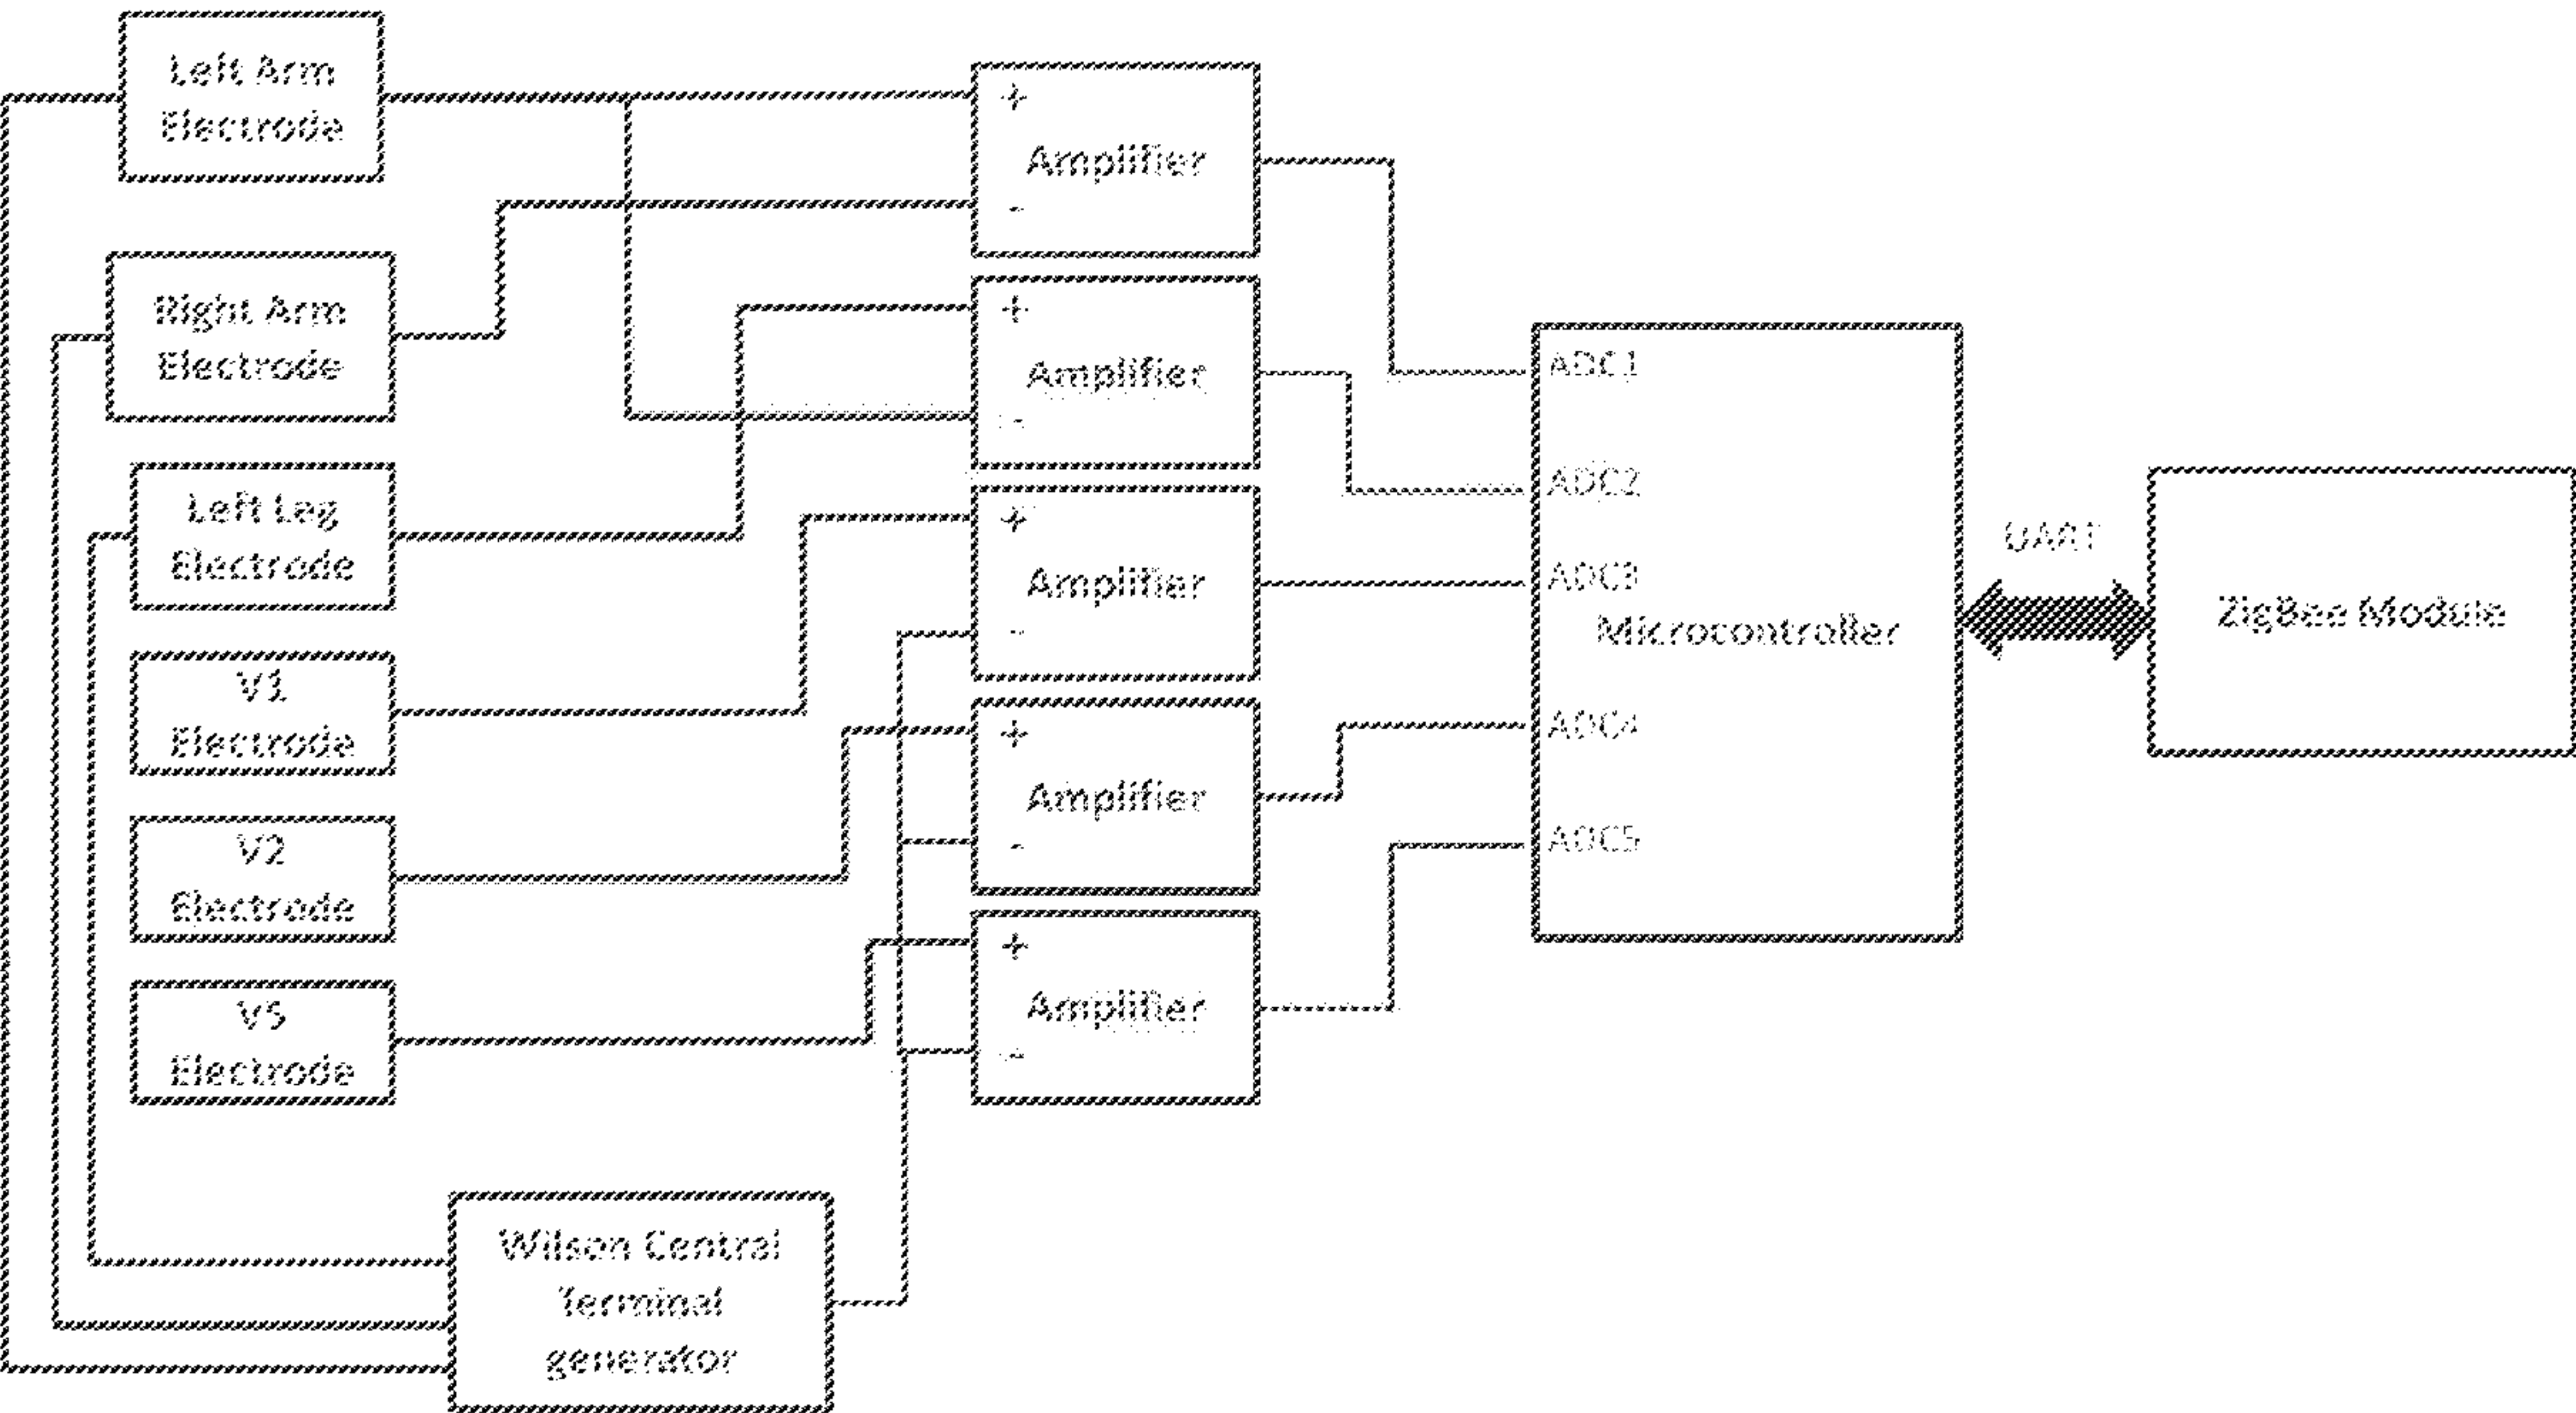 Left Arm
Electrode
Right Arm
Electrode
Left Leg
Electrode
V1
Electrode
V2
Electrode
V5
Electrode
Wilson Central
Terminal
generator
+
Amplifier
-
+
Amplifier
-
+
Amplifier
-
+
Amplifier
-
+
Amplifier
-
ADC1
ADC2
ADC3
Microcontroller
ADC4
ADC5
UART
ZigBee Module